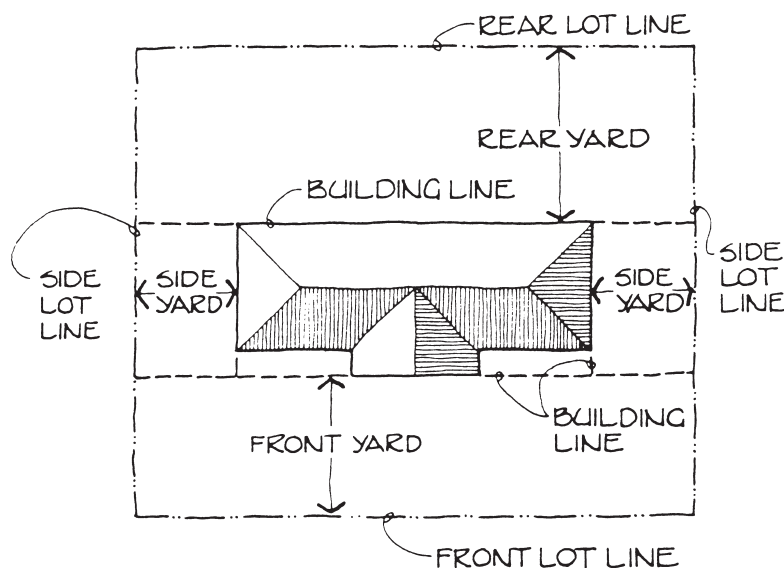 REAR LOT LINE
REAR YARD
BUILDING LINE
SIDE
LOT
LINE
SIDE
YARD
SIDE
YARD
SIDE
LOT
LINE
FRONT YARD
BUILDING
LINE
FRONT LOT LINE